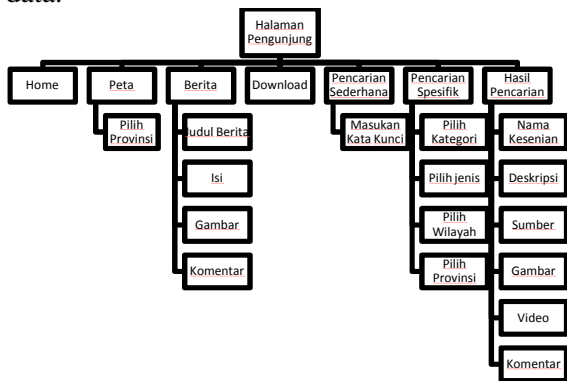 data.
Halaman
Pengunjung
Home
Peta
Berita
Download
Pencarian
Sederhana
Pencarian
Spesifik
Hasil
Pencarian
Pilih
Provinsi
Judul Berita
Isi
Gambar
Komentar
Masukan
Kata Kunci
Pilih
Kategori
Pilih jenis
Pilih
Wilayah
Pilih
Provinsi
Nama
Kesenian
Deskripsi
Sumber
Gambar
Video
Komentar